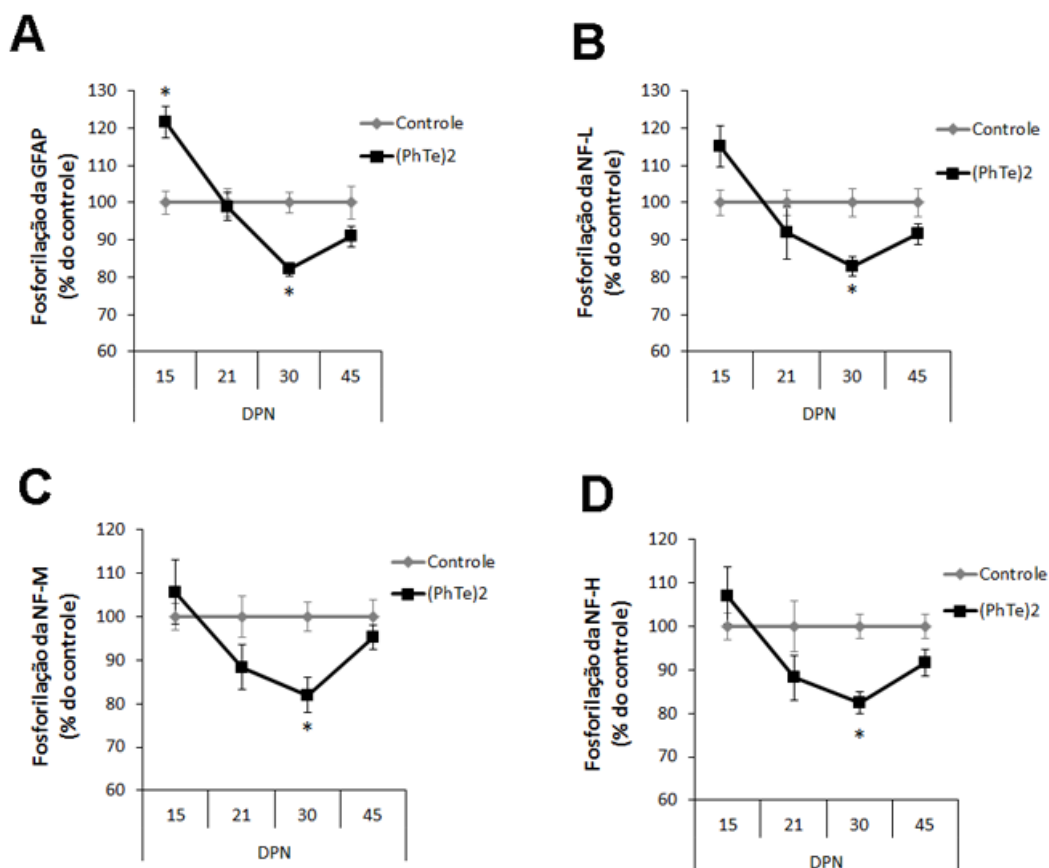 A
Fosforilação da GFAP
(% do controle)
130
120
110
100
90
80
70
60
*
*
Controle
(PhTe)2
15 21 30 45
DPN
B
Fosforilação da NF-L
(% do controle)
130
120
110
100
90
80
70
60
*
Controle
(PhTe)2
15 21 30 45
DPN
C
Fosforilação da NF-M
(% do controle)
120
110
100
90
80
70
60
*
Controle
(PhTe)2
15 21 30 45
DPN
D
Fosforilação da NF-H
(% do controle)
120
110
100
90
80
70
60
*
Controle
(PhTe)2
15 21 30 45
DPN